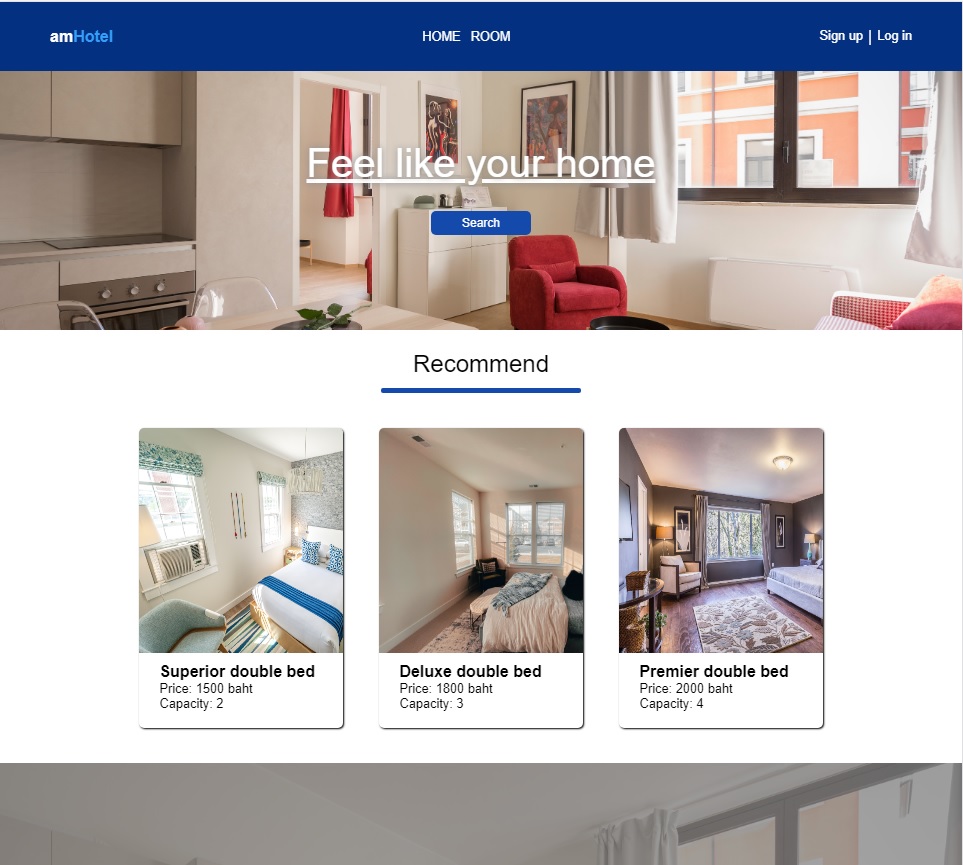 amHotel
HOME ROOM
Sign up | Log in
Feel like your home
Search
Recommend
Superior double bed
Price: 1500 baht
Capacity: 2
Deluxe double bed
Price: 1800 baht
Capacity: 3
Premier double bed
Price: 2000 baht
Capacity: 4